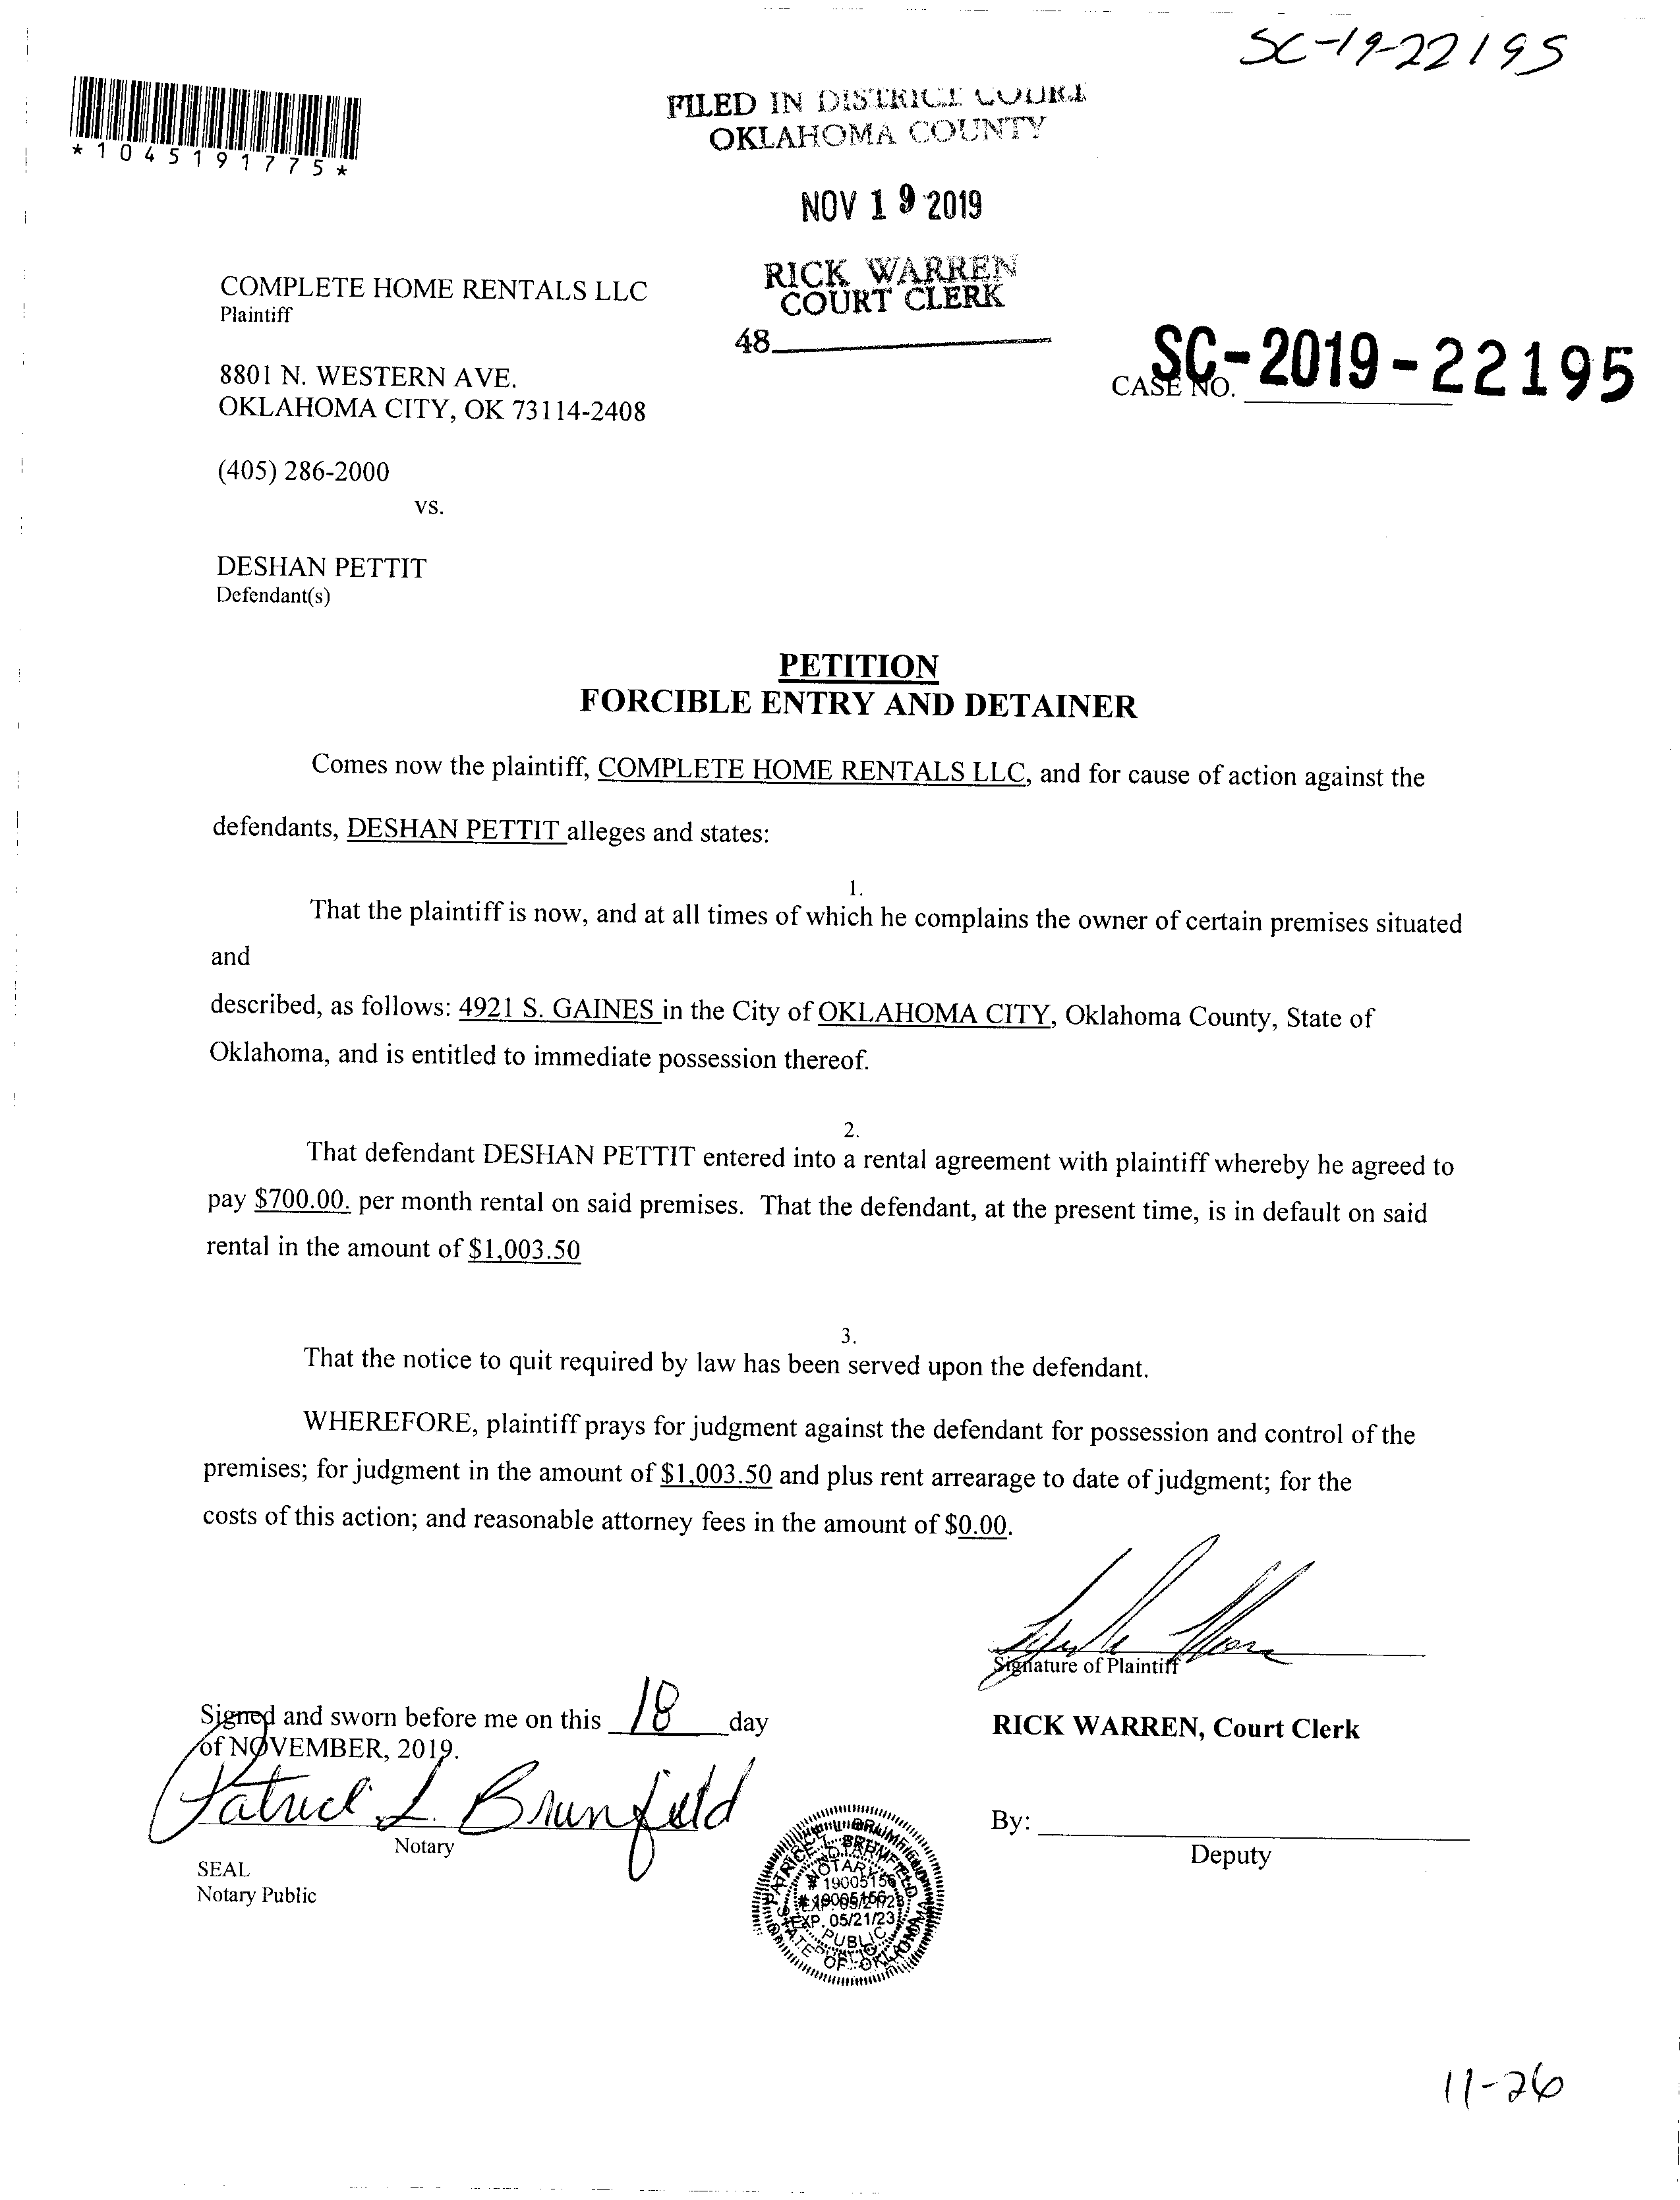 SC-19-22195
*1045191775*
FILED IN DISTRICT COURT
OKLAHOMA COUNTY
NOV 19 2019
RICK WARREN
COURT CLERK
48
COMPLETE HOME RENTALS LLC
Plaintiff
8801 N. WESTERN AVE.
OKLAHOMA CITY, OK 73114-2408
CASE NO. SC-2019-22195
(405) 286-2000
vs.
DESHAN PETTIT
Defendant(s)
PETITION
FORCIBLE ENTRY AND DETAINER
Comes now the plaintiff, COMPLETE HOME RENTALS LLC, and for cause of action against the
defendants, DESHAN PETTIT alleges and states:
1.
That the plaintiff is now, and at all times of which he complains the owner of certain premises situated
and
described, as follows: 4921 S. GAINES in the City of OKLAHOMA CITY, Oklahoma County, State of
Oklahoma, and is entitled to immediate possession thereof.
2.
That defendant DESHAN PETTIT entered into a rental agreement with plaintiff whereby he agreed to
pay $700.00. per month rental on said premises. That the defendant, at the present time, is in default on said
rental in the amount of $1,003.50
3.
That the notice to quit required by law has been served upon the defendant.
WHEREFORE, plaintiff prays for judgment against the defendant for possession and control of the
premises; for judgment in the amount of $1,003.50 and plus rent arrearage to date of judgment; for the
costs of this action; and reasonable attorney fees in the amount of $0.00.
Signature of Plaintiff
Signed and sworn before me on this 18 day
of NOVEMBER, 2019.
RICK WARREN, Court Clerk
Patrice L. Brumfield
Notary
By:
Deputy
SEAL
Notary Public
PATRICE L. BRUMFIELD
NOTARY
# 19005156
EXP. 05/21/23
PUBLIC
STATE OF OKLAHOMA
11-26